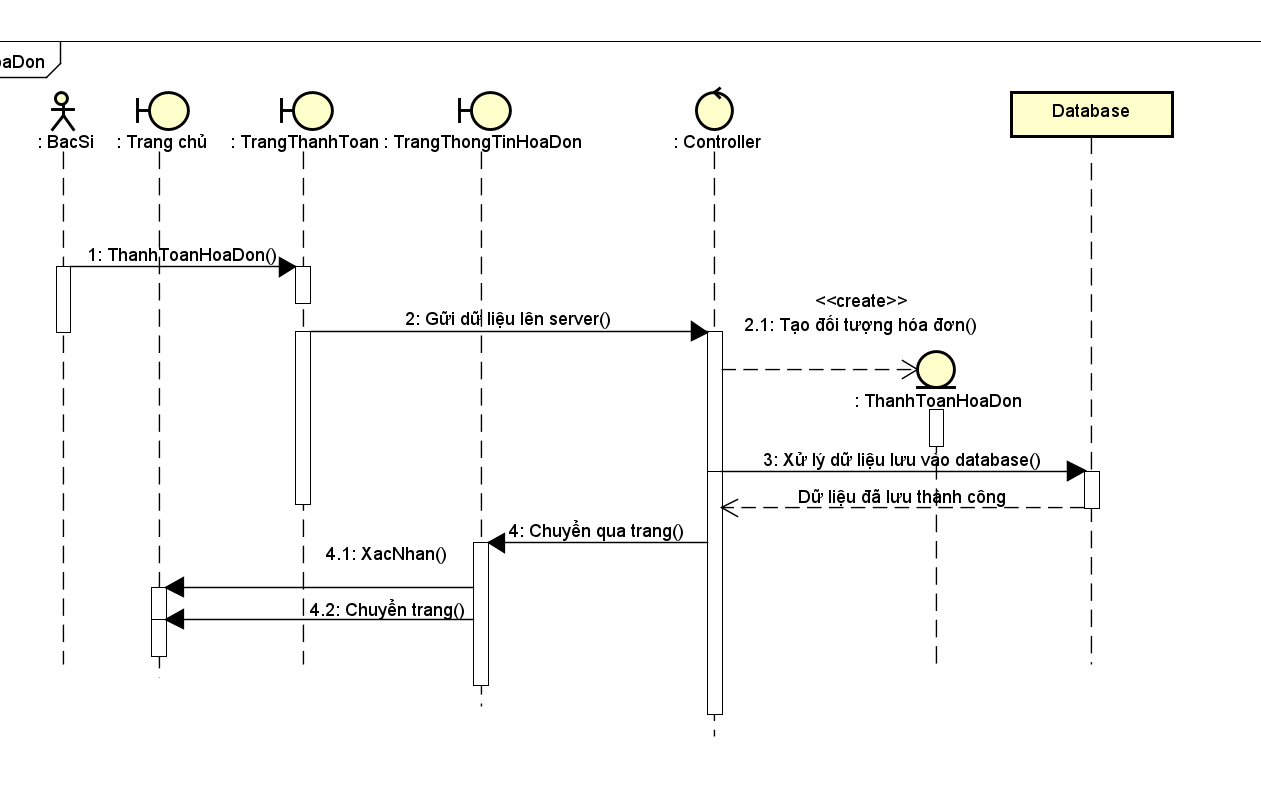 aDon
: BacSi
: Trang chủ
: TrangThanhToan
: TrangThongTinHoaDon
: Controller
Database
1: ThanhToanHoaDon()
<<create>>
2: Gửi dữ liệu lên server()
2.1: Tạo đối tượng hóa đơn()
: ThanhToanHoaDon
3: Xử lý dữ liệu lưu vào database()
Dữ liệu đã lưu thành công
4: Chuyển qua trang()
4.1: XacNhan()
4.2: Chuyển trang()